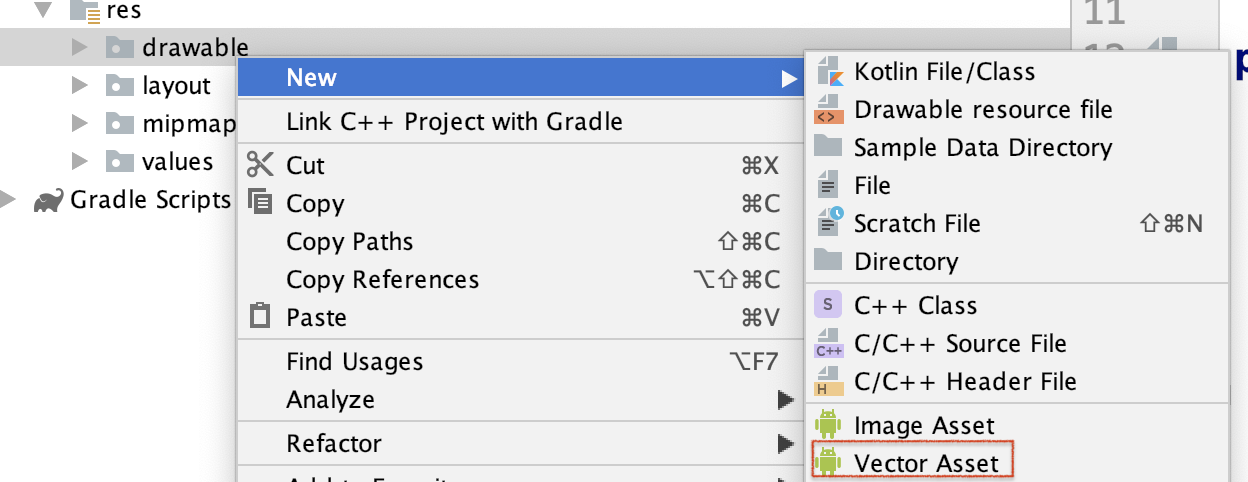 res
11
drawable
12
layout
mipmap
values
Gradle Scripts
New
Link C++ Project with Gradle
Cut ⌘X
Copy ⌘C
Copy Paths ⇧⌘C
Copy References ⌥⇧⌘C
Paste ⌘V
Find Usages ⌥F7
Analyze
Refactor
Kotlin File/Class
Drawable resource file
Sample Data Directory
File
Scratch File ⇧⌘N
Directory
S C++ Class
C++ C/C++ Source File
H C/C++ Header File
Image Asset
Vector Asset